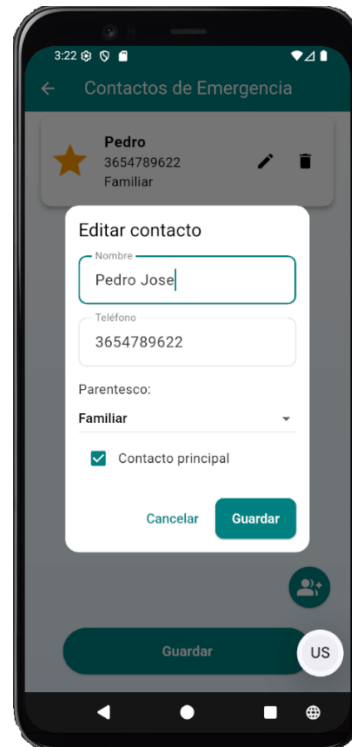 3:22
Contactos de Emergencia
Pedro
3654789622
Familiar
Editar contacto
Nombre
Pedro Jose
Teléfono
3654789622
Parentesco:
Familiar
Contacto principal
Cancelar
Guardar
Guardar
US